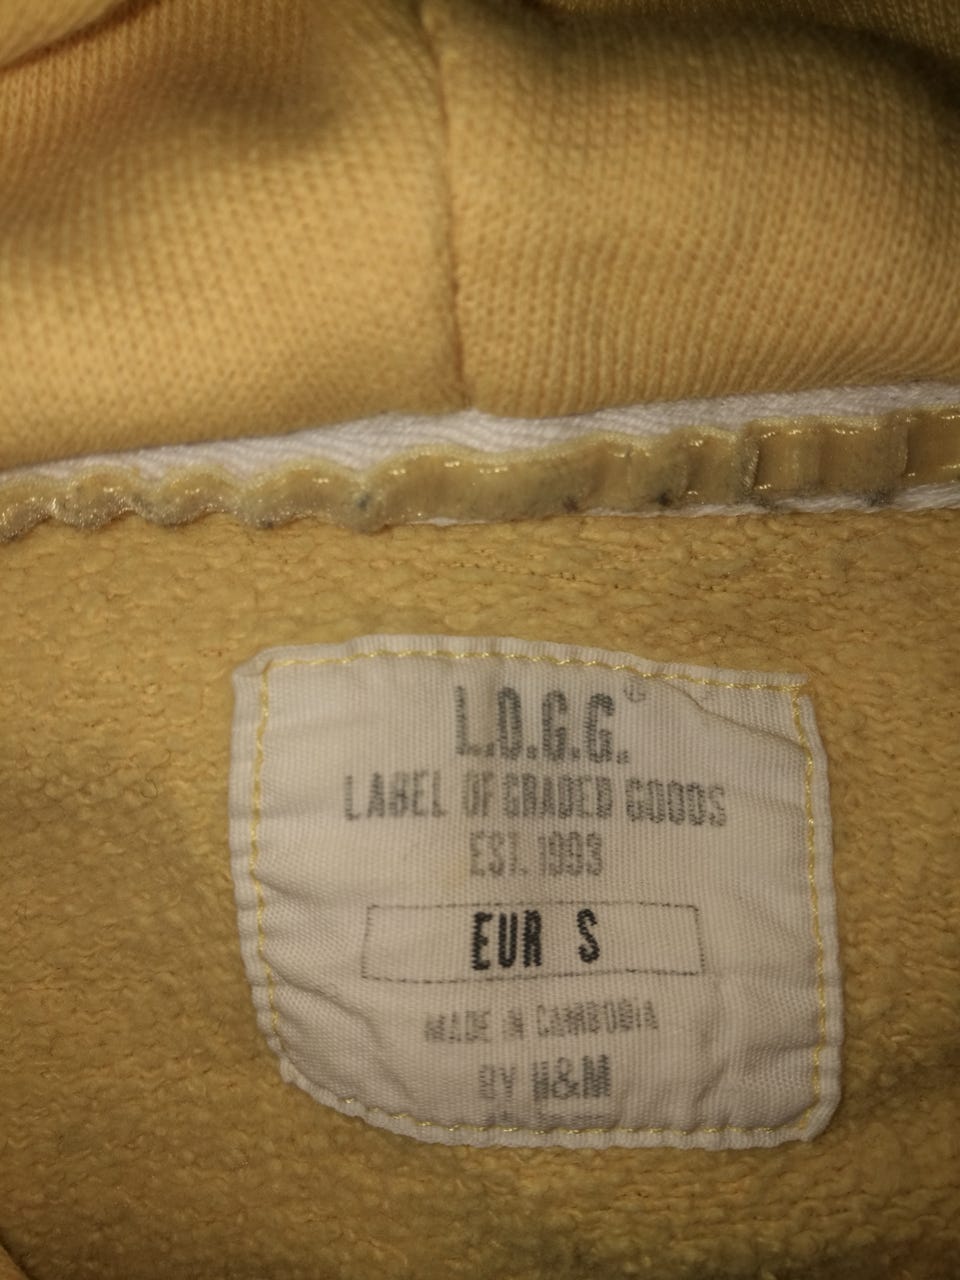 L.O.G.G.®
LABEL OF GRADED GOODS
EST. 1993
EUR S
MADE IN CAMBODIA
BY H&M